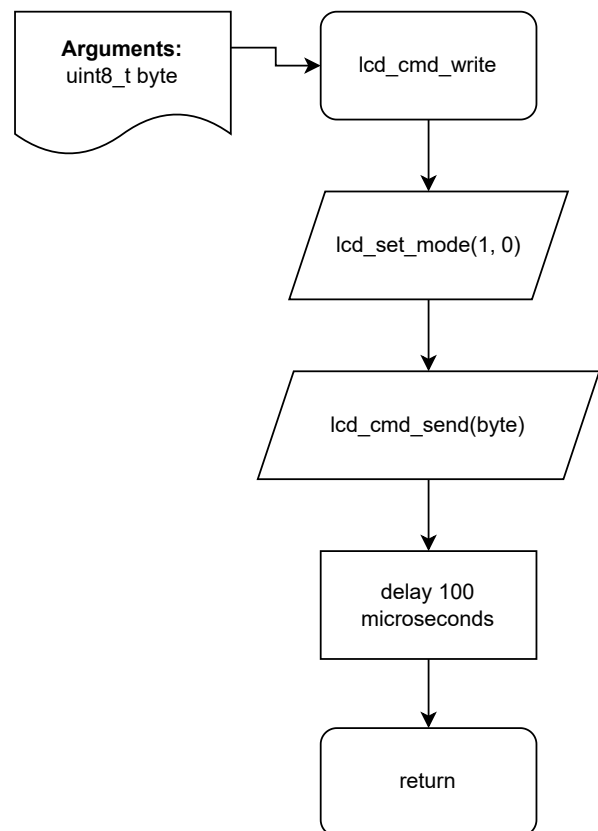 Arguments:
uint8_t byte
lcd_cmd_write
lcd_set_mode(1, 0)
lcd_cmd_send(byte)
delay 100
microseconds
return